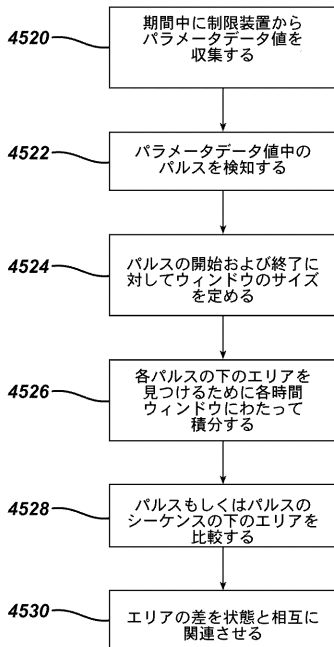 4520
期間中に制限装置から
パラメータデータ値を
収集する
4522
パラメータデータ値中の
パルスを検知する
4524
パルスの開始および終了に
対してウィンドウのサイズ
を定める
4526
各パルスの下のエリアを
見つけるために各時間
ウィンドウにわたって
積分する
4528
パルスもしくはパルスの
シーケンスの下のエリアを
比較する
4530
エリアの差を状態と相互に
関連させる